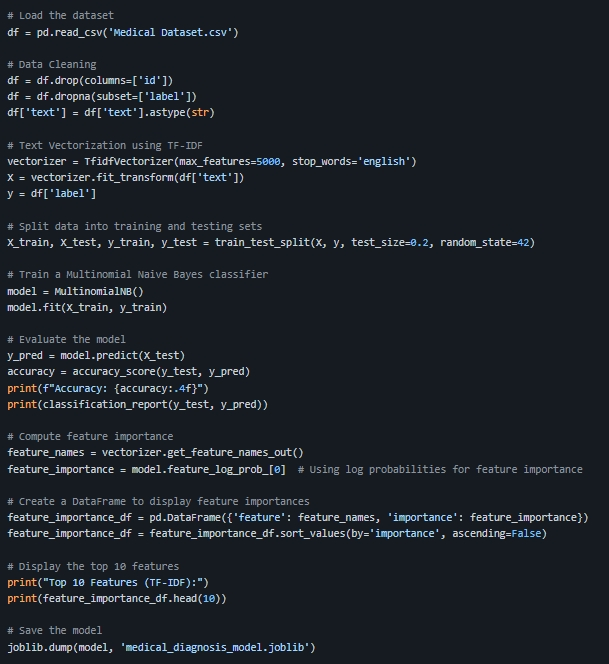 # Load the dataset
df = pd.read_csv('Medical Dataset.csv')
# Data Cleaning
df = df.drop(columns=['id'])
df = df.dropna(subset=['label'])
df['text'] = df['text'].astype(str)
# Text Vectorization using TF-IDF
vectorizer = TfidfVectorizer(max_features=5000, stop_words='english')
X = vectorizer.fit_transform(df['text'])
y = df['label']
# Split data into training and testing sets
X_train, X_test, y_train, y_test = train_test_split(X, y, test_size=0.2, random_state=42)
# Train a Multinomial Naive Bayes classifier
model = MultinomialNB()
model.fit(X_train, y_train)
# Evaluate the model
y_pred = model.predict(X_test)
accuracy = accuracy_score(y_test, y_pred)
print(f"Accuracy: {accuracy:.4f}")
print(classification_report(y_test, y_pred))
# Compute feature importance
feature_names = vectorizer.get_feature_names_out()
feature_importance = model.feature_log_prob_[0]  # Using log probabilities for feature importance
# Create a DataFrame to display feature importances
feature_importance_df = pd.DataFrame({'feature': feature_names, 'importance': feature_importance})
feature_importance_df = feature_importance_df.sort_values(by='importance', ascending=False)
# Display the top 10 features
print("Top 10 Features (TF-IDF):")
print(feature_importance_df.head(10))
# Save the model
joblib.dump(model, 'medical_diagnosis_model.joblib')